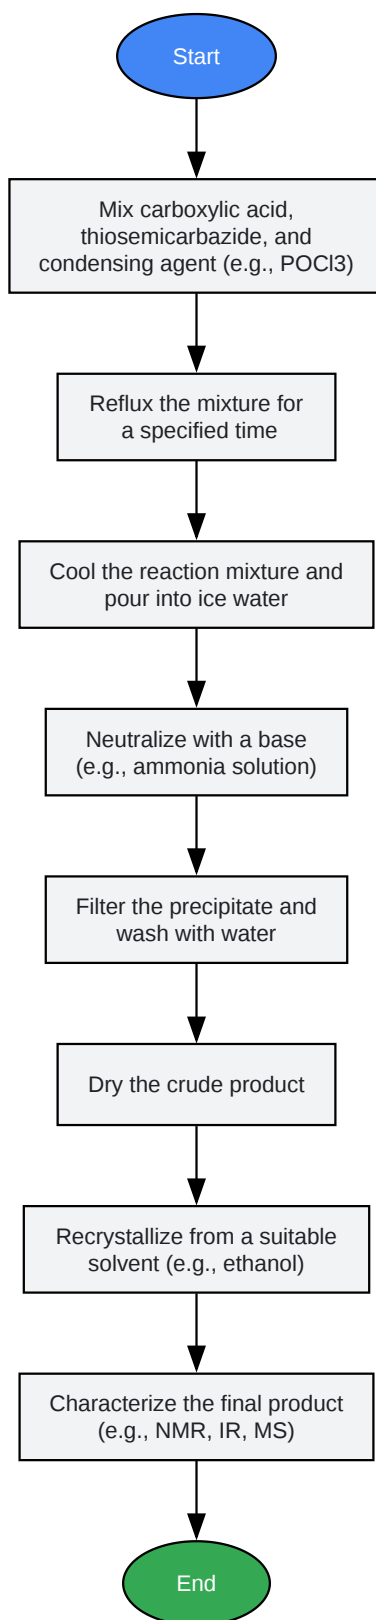 Start
Mix carboxylic acid,
thiosemicarbazide, and
condensing agent (e.g., POCl3)
Reflux the mixture for
a specified time
Cool the reaction mixture and
pour into ice water
Neutralize with a base
(e.g., ammonia solution)
Filter the precipitate and
wash with water
Dry the crude product
Recrystallize from a suitable
solvent (e.g., ethanol)
Characterize the final product
(e.g., NMR, IR, MS)
End